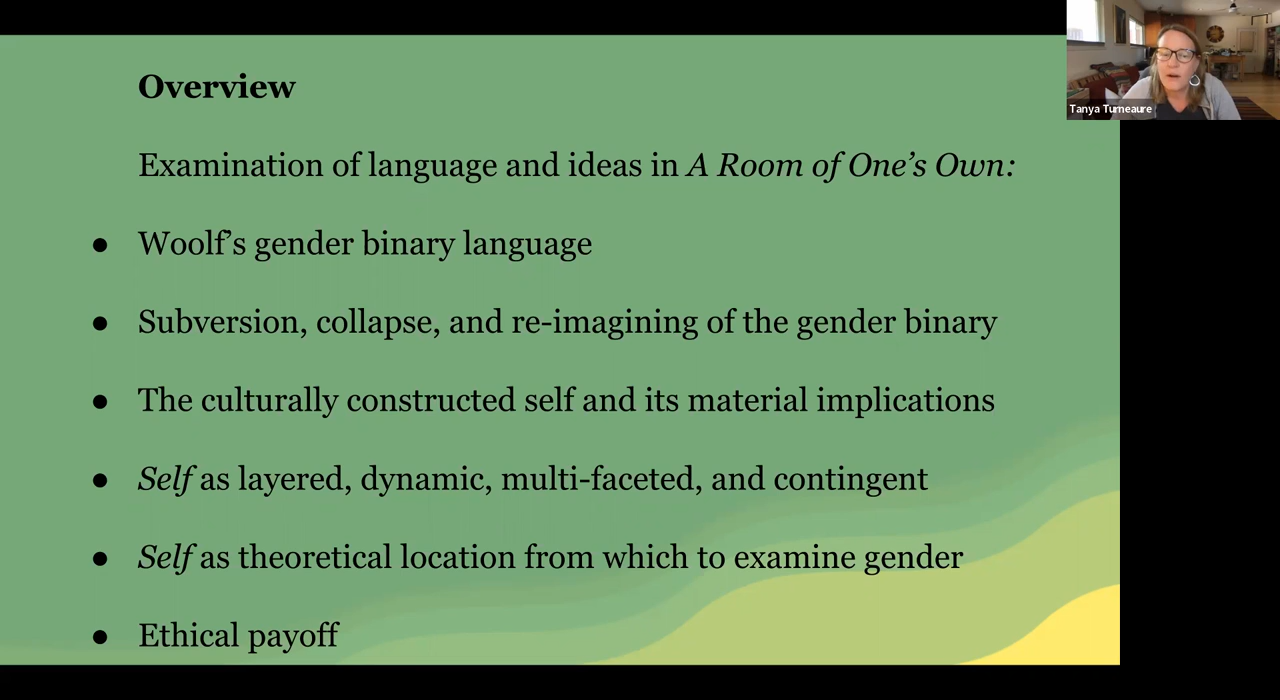 Overview
Examination of language and ideas in A Room of One’s Own:
● Woolf’s gender binary language
● Subversion, collapse, and re-imagining of the gender binary
● The culturally constructed self and its material implications
● Self as layered, dynamic, multi-faceted, and contingent
● Self as theoretical location from which to examine gender
● Ethical payoff
Tanya Turneaure